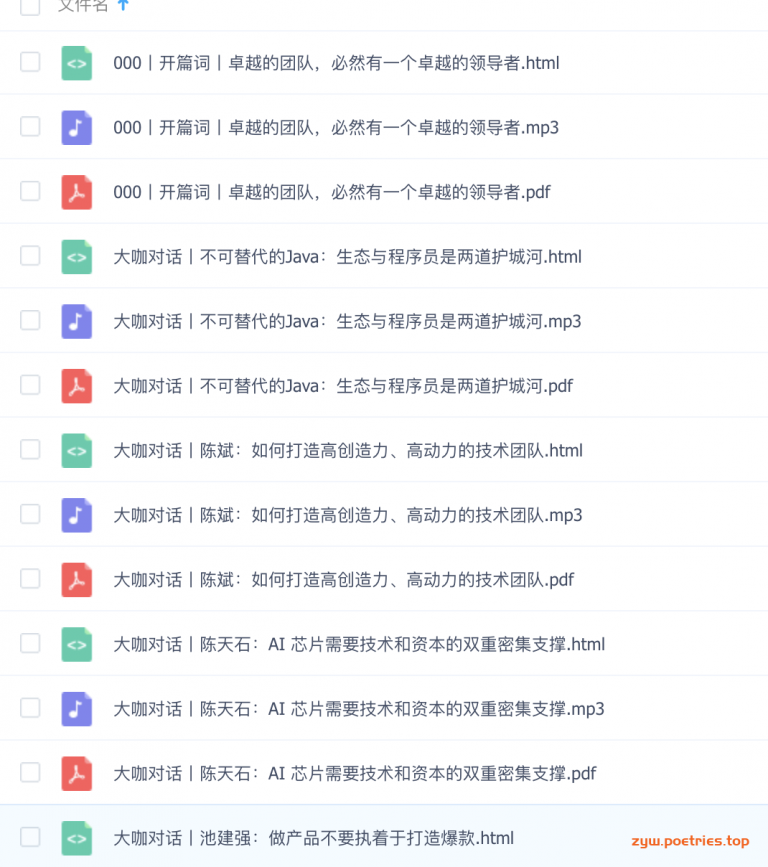 文件名
000丨开篇词丨卓越的团队，必然有一个卓越的领导者.html
000丨开篇词丨卓越的团队，必然有一个卓越的领导者.mp3
000丨开篇词丨卓越的团队，必然有一个卓越的领导者.pdf
大咖对话丨不可替代的Java：生态与程序员是两道护城河.html
大咖对话丨不可替代的Java：生态与程序员是两道护城河.mp3
大咖对话丨不可替代的Java：生态与程序员是两道护城河.pdf
大咖对话丨陈斌：如何打造高创造力、高动力的技术团队.html
大咖对话丨陈斌：如何打造高创造力、高动力的技术团队.mp3
大咖对话丨陈斌：如何打造高创造力、高动力的技术团队.pdf
大咖对话丨陈天石：AI 芯片需要技术和资本的双重密集支撑.html
大咖对话丨陈天石：AI 芯片需要技术和资本的双重密集支撑.mp3
大咖对话丨陈天石：AI 芯片需要技术和资本的双重密集支撑.pdf
大咖对话丨池建强：做产品不要执着于打造爆款.html
zyw.poetries.top